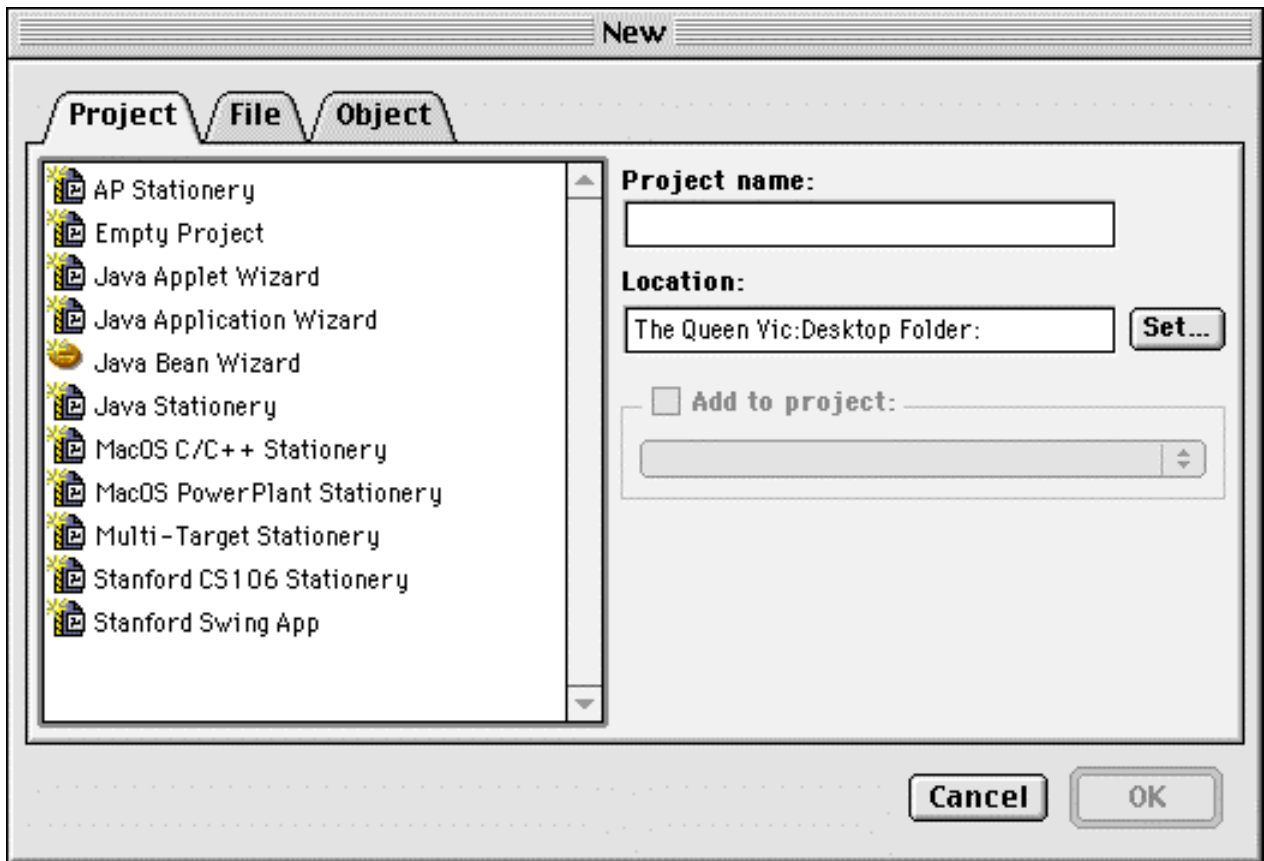 New
Project
File
Object
AP Stationery
Empty Project
Java Applet Wizard
Java Application Wizard
Java Bean Wizard
Java Stationery
MacOS C/C++ Stationery
MacOS PowerPlant Stationery
Multi-Target Stationery
Stanford CS106 Stationery
Stanford Swing App
Project name:
Location:
The Queen Vic:Desktop Folder:
Set...
Add to project:
Cancel
OK